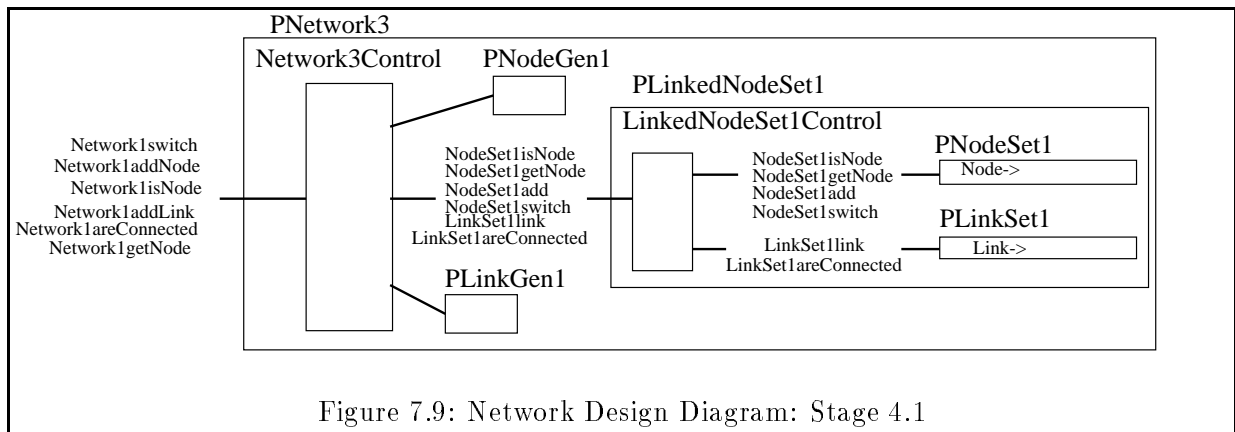 PNetwork3
Network3Control
PNodeGen1
PLinkedNodeSet1
LinkedNodeSet1Control
Network1switch
Network1addNode
Network1isNode
Network1addLink
Network1areConnected
Network1getNode
NodeSet1isNode
NodeSet1getNode
NodeSet1add
NodeSet1switch
LinkSet1link
LinkSet1areConnected
PLinkGen1
NodeSet1isNode
NodeSet1getNode
NodeSet1add
NodeSet1switch
PNodeSet1
Node->
LinkSet1link
LinkSet1areConnected
PLinkSet1
Link->
Figure 7.9: Network Design Diagram: Stage 4.1